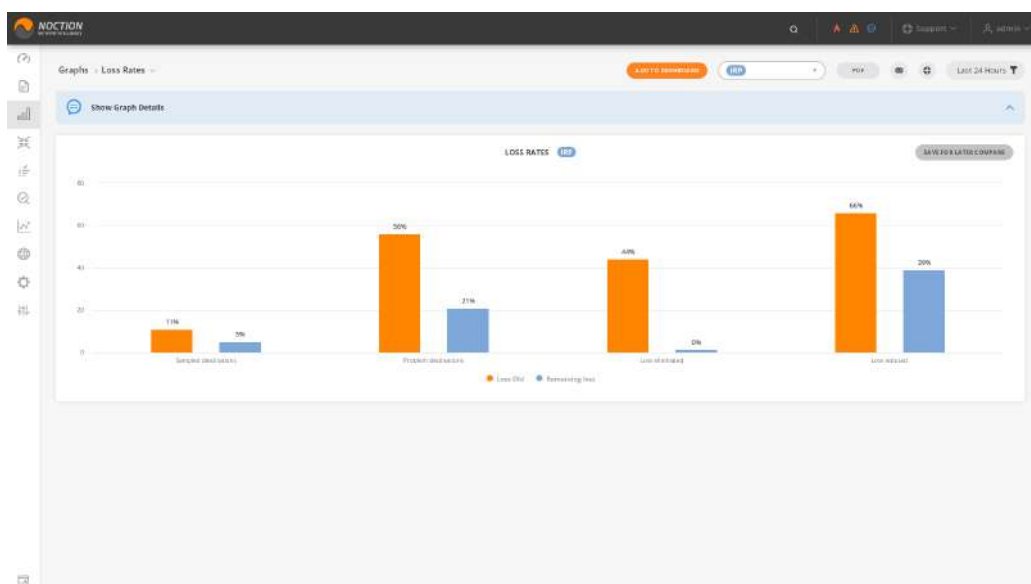 NOCTION
Support
admin
Graphs
Loss Rates
ADD TO DASHBOARD
IRP
PDF
Last 24 Hours
Show Graph Details
LOSS RATES IRP
SAVE FOR LATER COMPARE
80
60
40
20
0
11%
5%
56%
21%
44%
0%
66%
39%
Sampled destinations
Problem destinations
Loss eliminated
Loss reduced
Loss Old
Remaining loss